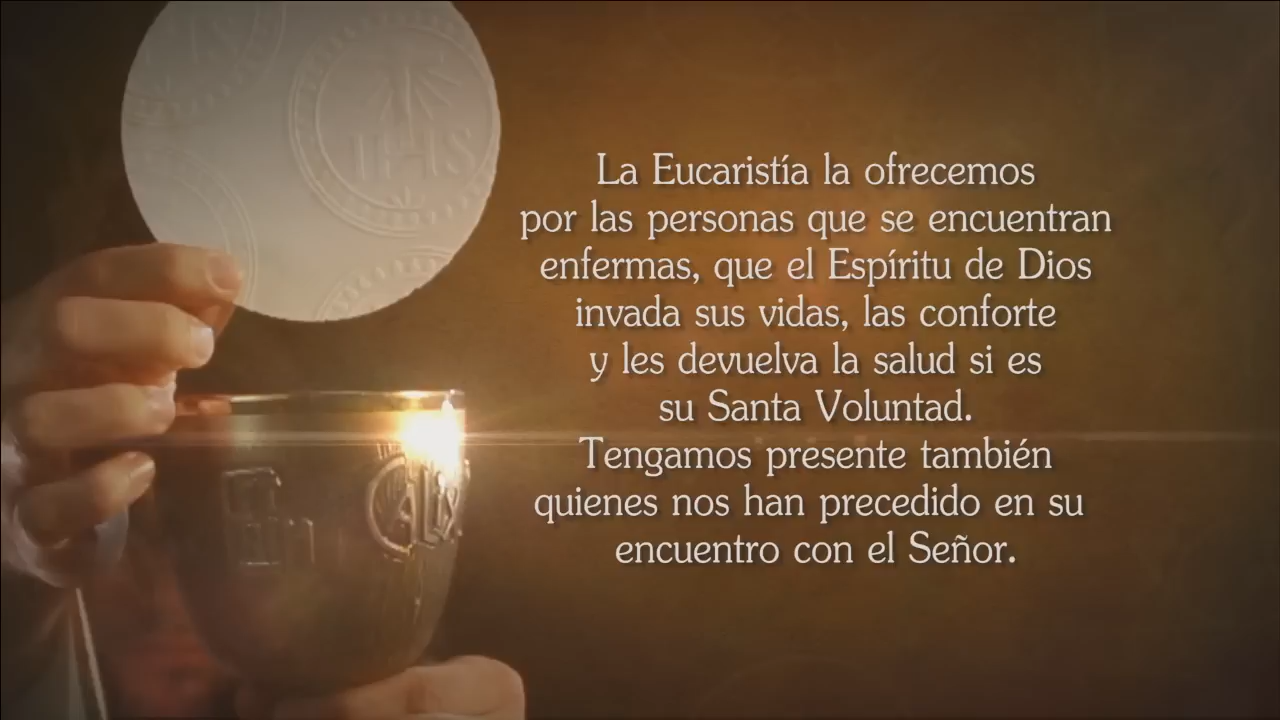 IHS
La Eucaristía la ofrecemos
por las personas que se encuentran
enfermas, que el Espíritu de Dios
invada sus vidas, las conforte
y les devuelva la salud si es
su Santa Voluntad.
Tengamos presente también
quienes nos han precedido en su
encuentro con el Señor.